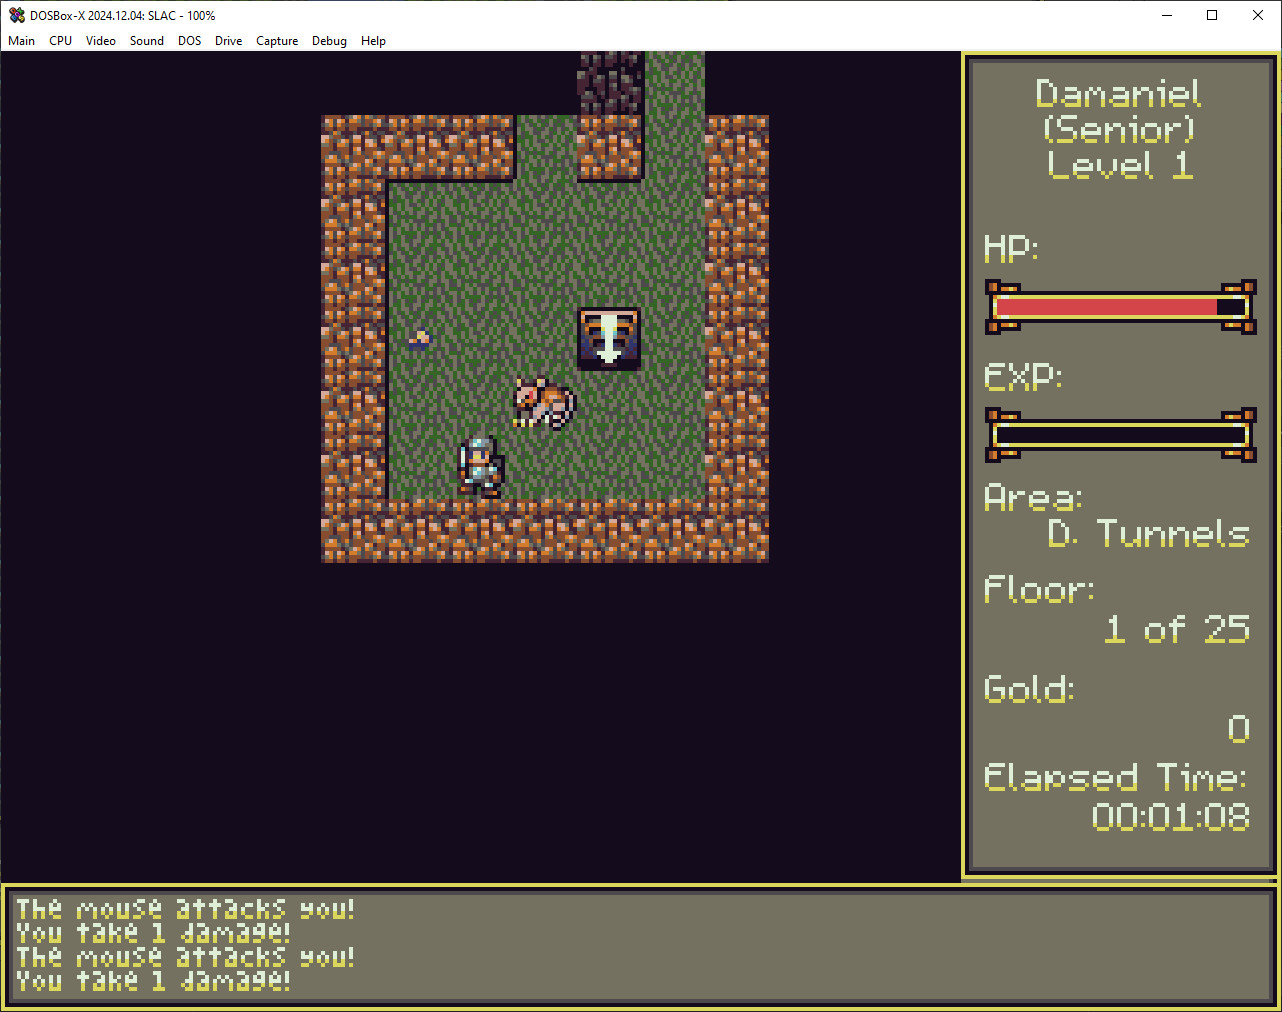 DOSBox-X 2024.12.04: SLAC - 100%
Main CPU Video Sound DOS Drive Capture Debug Help
Damaniel
(Senior)
Level 1
HP:
EXP:
Area:
D. Tunnels
Floor:
1 of 25
Gold:
0
Elapsed Time:
00:01:08
The mouse attacks you!
You take 1 damage!
The mouse attacks you!
You take 1 damage!